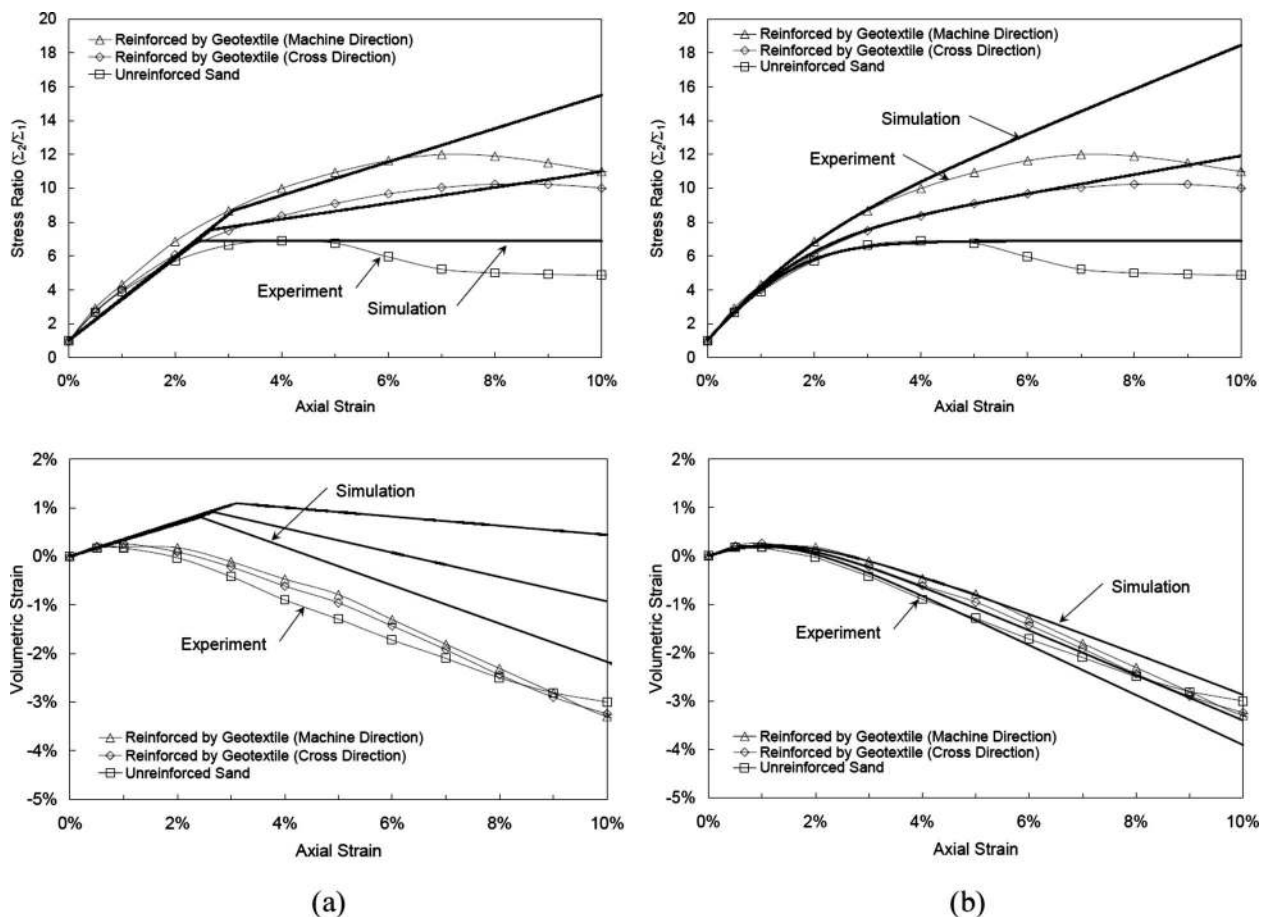 20
18
16
14
12
10
8
6
4
2
0
Stress Ratio (Σ₂/Σ₁)
Reinforced by Geotextile (Machine Direction)
Reinforced by Geotextile (Cross Direction)
Unreinforced Sand
Experiment
Simulation
0% 2% 4% 6% 8% 10%
Axial Strain
20
18
16
14
12
10
8
6
4
2
0
Stress Ratio (Σ₂/Σ₁)
Reinforced by Geotextile (Machine Direction)
Reinforced by Geotextile (Cross Direction)
Unreinforced Sand
Simulation
Experiment
0% 2% 4% 6% 8% 10%
Axial Strain
2%
1%
0%
-1%
-2%
-3%
-4%
-5%
Volumetric Strain
Simulation
Experiment
Reinforced by Geotextile (Machine Direction)
Reinforced by Geotextile (Cross Direction)
Unreinforced Sand
0% 2% 4% 6% 8% 10%
Axial Strain
(a)
2%
1%
0%
-1%
-2%
-3%
-4%
-5%
Volumetric Strain
Simulation
Experiment
Reinforced by Geotextile (Machine Direction)
Reinforced by Geotextile (Cross Direction)
Unreinforced Sand
0% 2% 4% 6% 8% 10%
Axial Strain
(b)